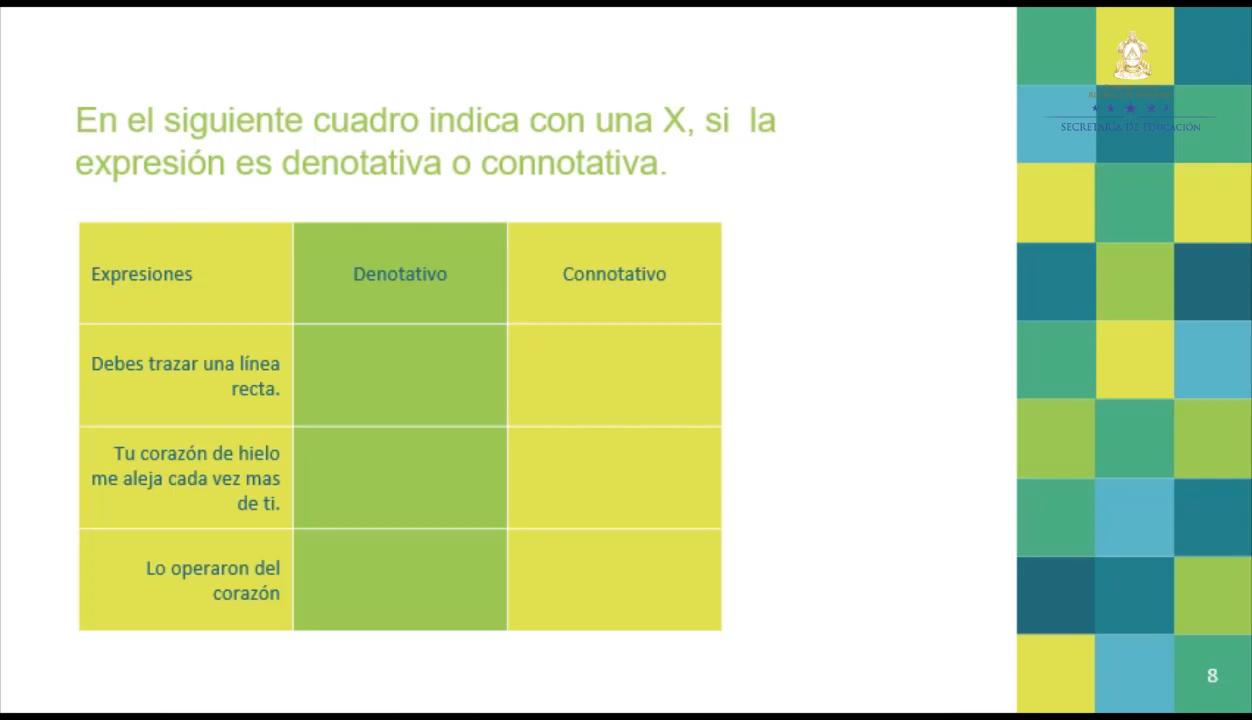 En el siguiente cuadro indica con una X, si la
expresión es denotativa o connotativa.
Expresiones
Denotativo
Connotativo
Debes trazar una línea
recta.
Tu corazón de hielo
me aleja cada vez mas
de ti.
Lo operaron del
corazón
SECRETARÍA DE EDUCACIÓN
8